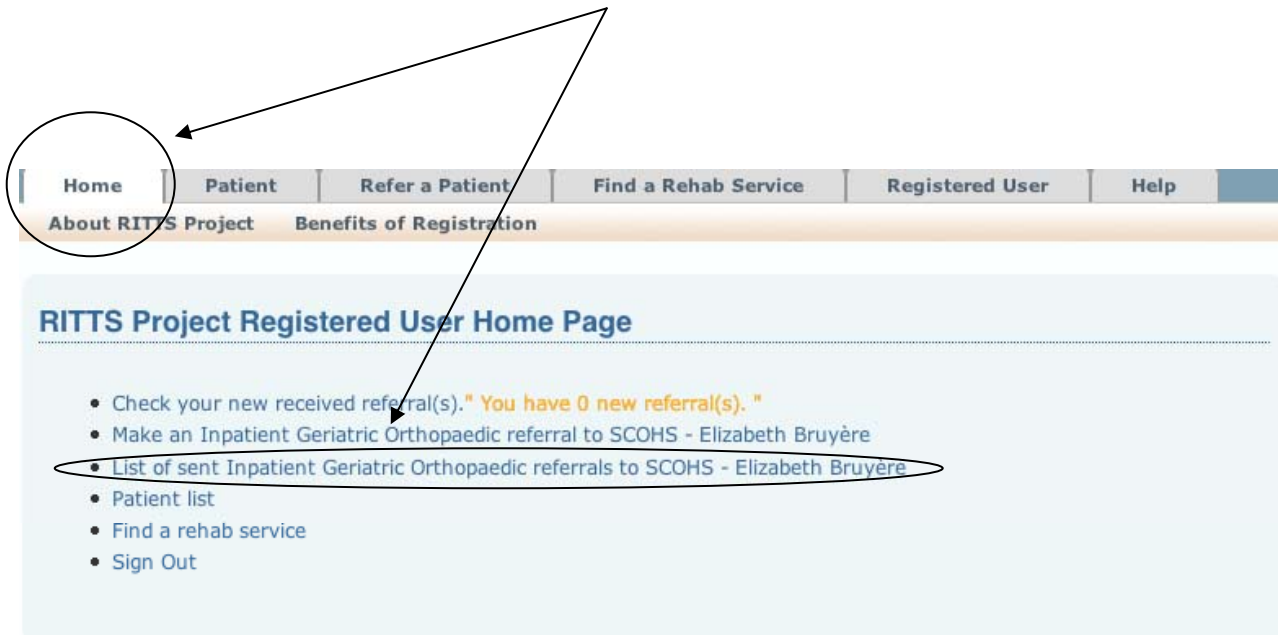 Home Patient Refer a Patient Find a Rehab Service Registered User Help
About RITTS Project Benefits of Registration
RITTS Project Registered User Home Page
• Check your new received referral(s)." You have 0 new referral(s). "
• Make an Inpatient Geriatric Orthopaedic referral to SCOHS - Elizabeth Bruyère
• List of sent Inpatient Geriatric Orthopaedic referrals to SCOHS - Elizabeth Bruyère
• Patient list
• Find a rehab service
• Sign Out